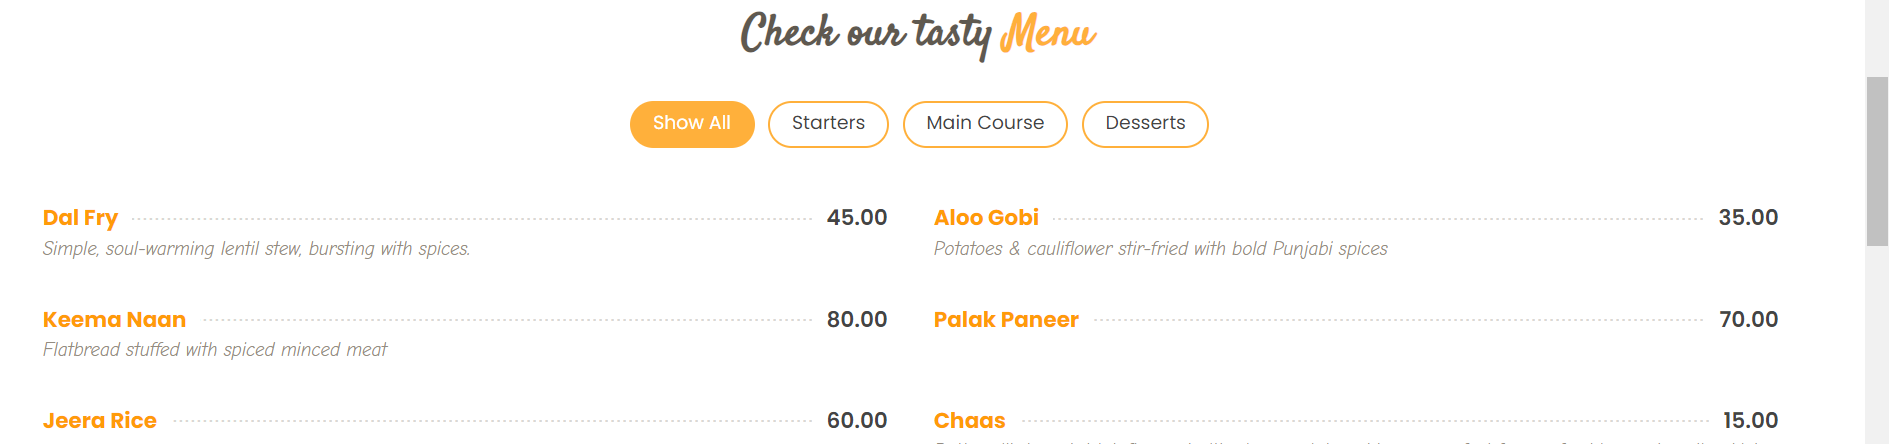 Check our tasty Menu
Show All Starters Main Course Desserts
Dal Fry 45.00
Simple, soul-warming lentil stew, bursting with spices.
Aloo Gobi 35.00
Potatoes & cauliflower stir-fried with bold Punjabi spices
Keema Naan 80.00
Flatbread stuffed with spiced minced meat
Palak Paneer 70.00
Jeera Rice 60.00
Chaas 15.00